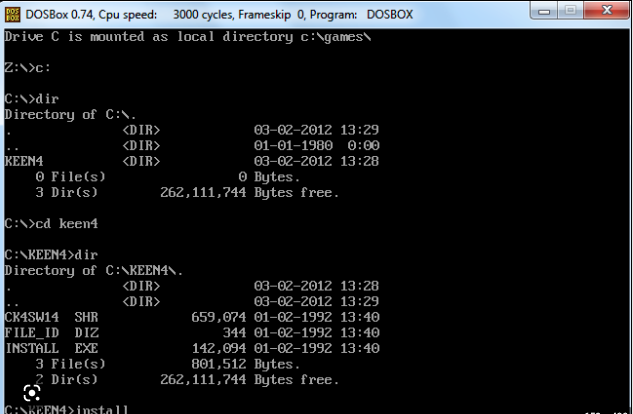 DOSBox 0.74, Cpu speed: 3000 cycles, Frameskip 0, Program: DOSBOX
Drive C is mounted as local directory c:\games\
Z:\>c:
C:\>dir
Directory of C:\.
. <DIR> 03-02-2012 13:29
.. <DIR> 01-01-1980 0:00
KEEN4 <DIR> 03-02-2012 13:28
0 File(s) 0 Bytes.
3 Dir(s) 262,111,744 Bytes free.
C:\>cd keen4
C:\KEEN4>dir
Directory of C:\KEEN4\.
. <DIR> 03-02-2012 13:28
.. <DIR> 03-02-2012 13:29
CK4SW14 SHR 659,074 01-02-1992 13:40
FILE_ID DIZ 344 01-02-1992 13:40
INSTALL EXE 142,094 01-02-1992 13:40
3 File(s) 801,512 Bytes.
2 Dir(s) 262,111,744 Bytes free.
C:\KEEN4>install